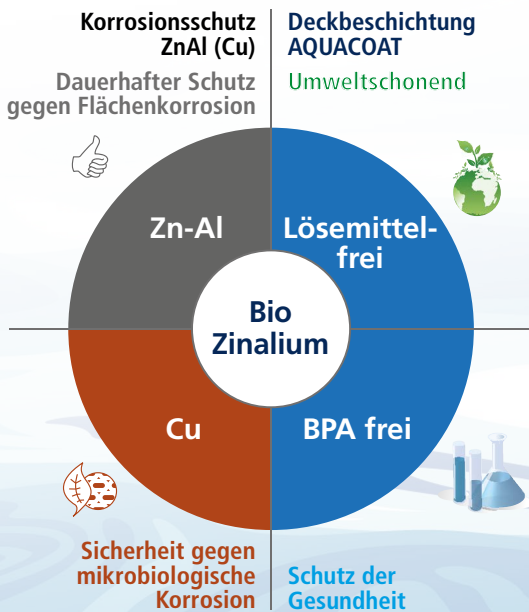 Korrosionsschutz
ZnAl (Cu)
Dauerhafter Schutz
gegen Flächenkorrosion
Deckbeschichtung
AQUACOAT
Umweltschonend
Zn-Al
Lösemittel-
frei
Bio
Zinalium
Cu
BPA frei
Sicherheit gegen
mikrobiologische
Korrosion
Schutz der
Gesundheit